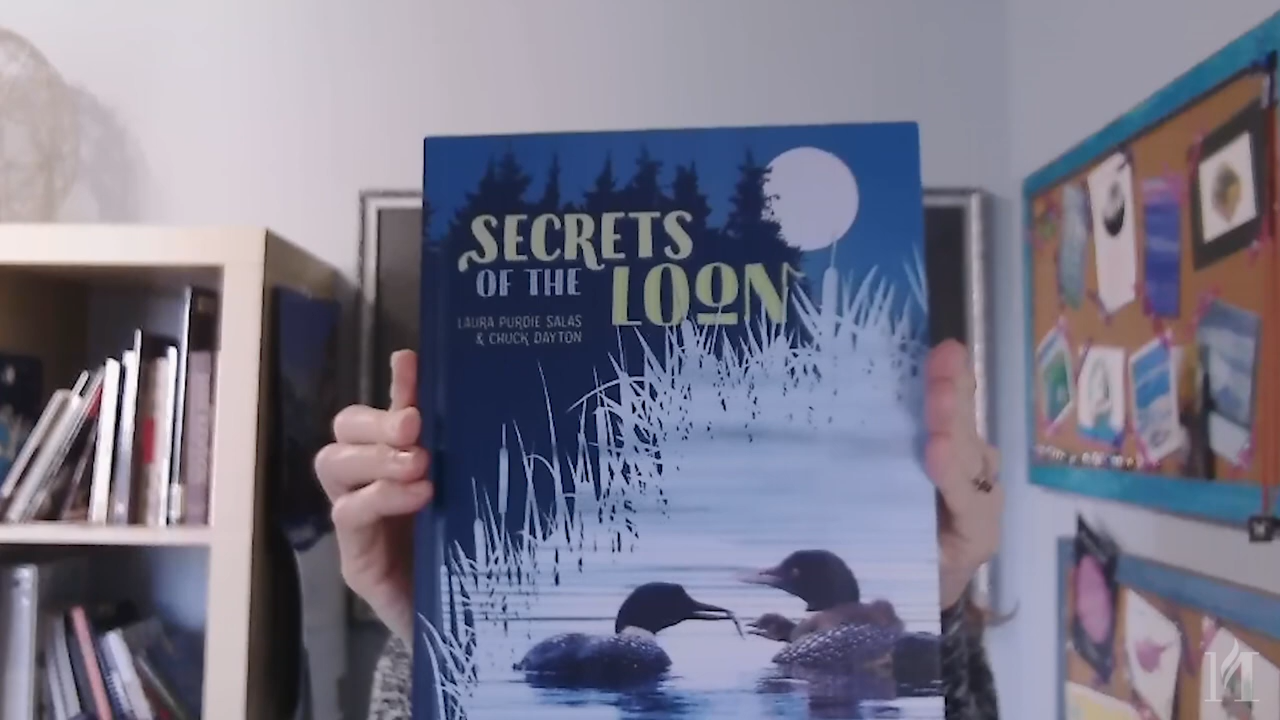 SECRETS
OF THE LOON
LAURA PURDIE SALAS
& CHUCK DAYTON